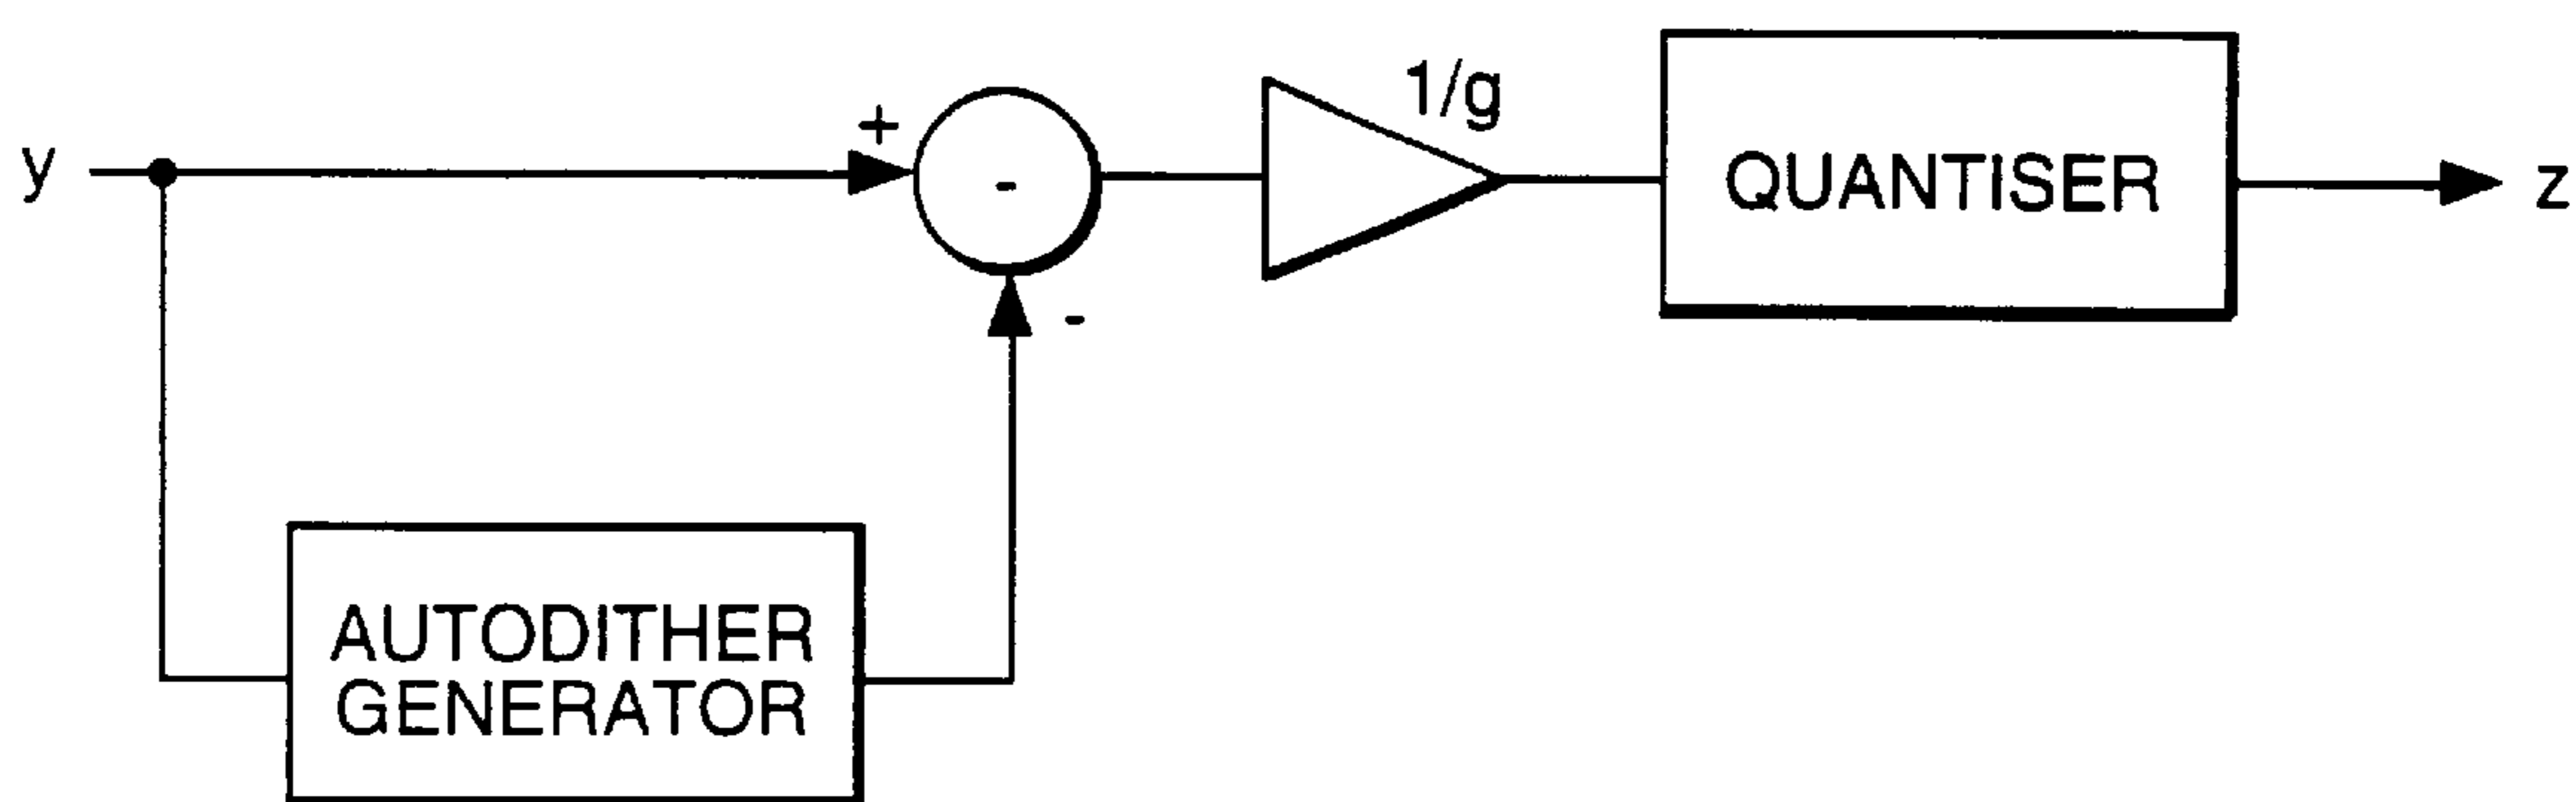 1/g
+
y
-
QUANTISER
z
-
AUTODITHER
GENERATOR